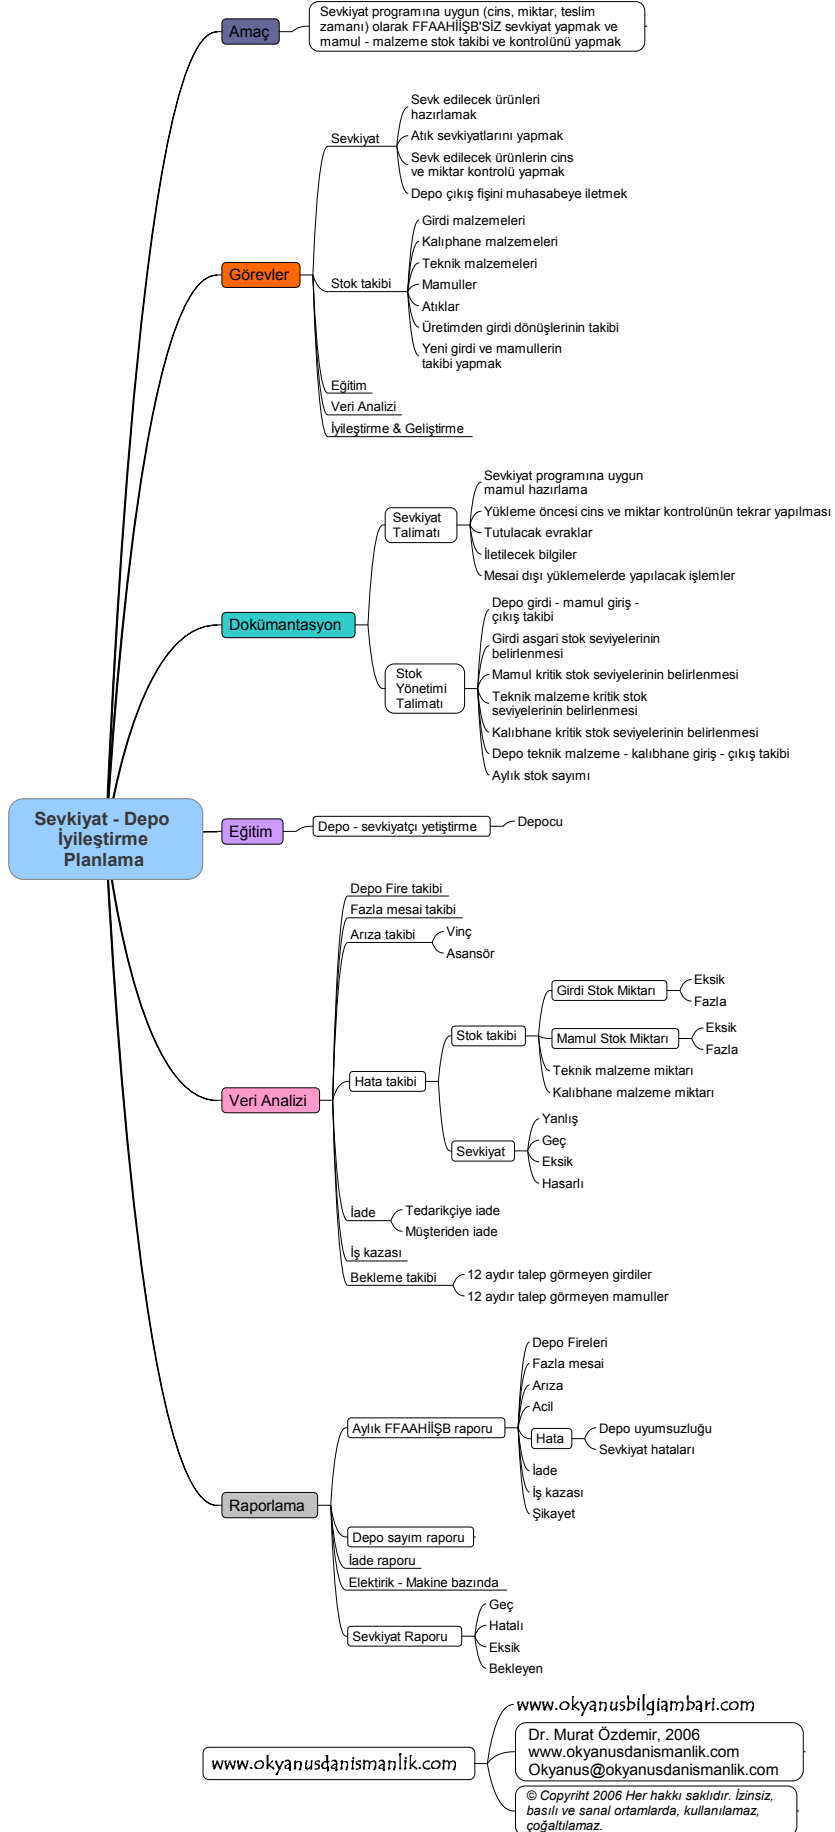 Amaç
Sevkiyat programına uygun (cins, miktar, teslim
zamanı) olarak FFAAHİİŞB'SİZ sevkiyat yapmak ve
mamul - malzeme stok takibi ve kontrolünü yapmak
Görevler
Sevkiyat
Sevk edilecek ürünleri
hazırlamak
Atık sevkiyatlarını yapmak
Sevk edilecek ürünlerin cins
ve miktar kontrolü yapmak
Depo çıkış fişini muhasabeye iletmek
Stok takibi
Girdi malzemeleri
Kalıphane malzemeleri
Teknik malzemeleri
Mamuller
Atıklar
Üretimden girdi dönüşlerinin takibi
Yeni girdi ve mamullerin
takibi yapmak
Eğitim
Veri Analizi
İyileştirme & Geliştirme
Dokümantasyon
Sevkiyat
Talimatı
Sevkiyat programına uygun
mamul hazırlama
Yükleme öncesi cins ve miktar kontrolünün tekrar yapılması
Tutulacak evraklar
İletilecek bilgiler
Mesai dışı yüklemelerde yapılacak işlemler
Stok
Yönetimi
Talimatı
Depo girdi - mamul giriş -
çıkış takibi
Girdi asgari stok seviyelerinin
belirlenmesi
Mamul kritik stok seviyelerinin belirlenmesi
Teknik malzeme kritik stok
seviyelerinin belirlenmesi
Kalıbhane kritik stok seviyelerinin belirlenmesi
Depo teknik malzeme - kalıbhane giriş - çıkış takibi
Aylık stok sayımı
Sevkiyat - Depo
İyileştirme
Planlama
Eğitim
Depo - sevkiyatçı yetiştirme
Depocu
Veri Analizi
Depo Fire takibi
Fazla mesai takibi
Arıza takibi
Vinç
Asansör
Hata takibi
Stok takibi
Girdi Stok Miktarı
Eksik
Fazla
Mamul Stok Miktarı
Eksik
Fazla
Teknik malzeme miktarı
Kalıbhane malzeme miktarı
Sevkiyat
Yanlış
Geç
Eksik
Hasarlı
İade
Tedarikçiye iade
Müşteriden iade
İş kazası
Bekleme takibi
12 aydır talep görmeyen girdiler
12 aydır talep görmeyen mamuller
Raporlama
Aylık FFAAHİİŞB raporu
Depo Fireleri
Fazla mesai
Arıza
Acil
Hata
Depo uyumsuzluğu
Sevkiyat hataları
İade
İş kazası
Şikayet
Depo sayım raporu
İade raporu
Elektirik - Makine bazında
Sevkiyat Raporu
Geç
Hatalı
Eksik
Bekleyen
www.okyanusdanismanlik.com
www.okyanusbilgiambari.com
Dr. Murat Özdemir, 2006
www.okyanusdanismanlik.com
Okyanus@okyanusdanismanlik.com
© Copyriht 2006 Her hakkı saklıdır. İzinsiz,
basılı ve sanal ortamlarda, kullanılamaz,
çoğaltılamaz.